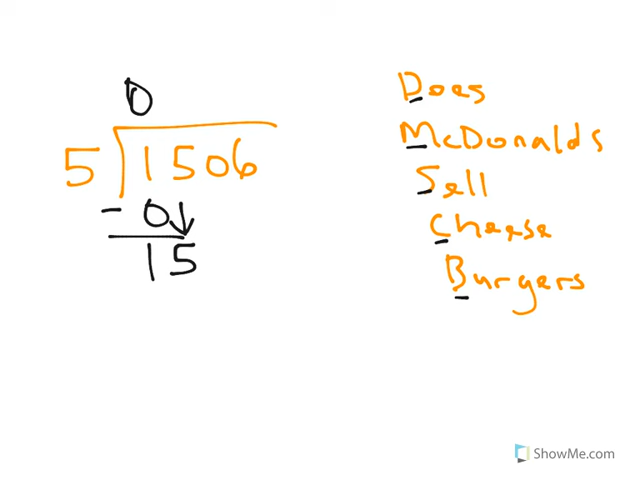 0
5 1506
- 0↓
15
Does
McDonalds
Sell
Cheese
Burgers
ShowMe.com